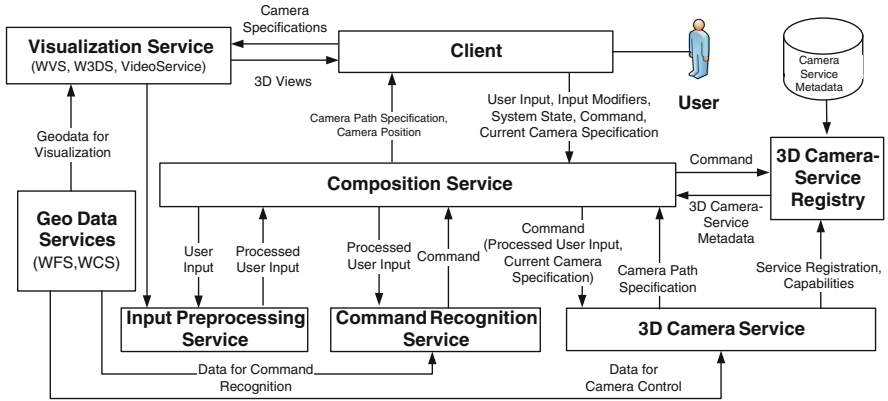 Camera
Specifications
Visualization Service
(WVS, W3DS, VideoService)
3D Views
Client
User
Camera
Service
Metadata
Geodata for
Visualization
Camera Path Specification,
Camera Position
User Input, Input Modifiers,
System State, Command,
Current Camera Specification
Composition Service
Command
3D Camera-
Service
Registry
3D Camera-
Service
Metadata
Geo Data
Services
(WFS,WCS)
User
Input
Processed
User Input
Processed
User Input
Command
Command
(Processed User Input,
Current Camera
Specification)
Camera Path
Specification
Service Registration,
Capabilities
Input Preprocessing
Service
Command Recognition
Service
3D Camera Service
Data for Command
Recognition
Data for
Camera Control